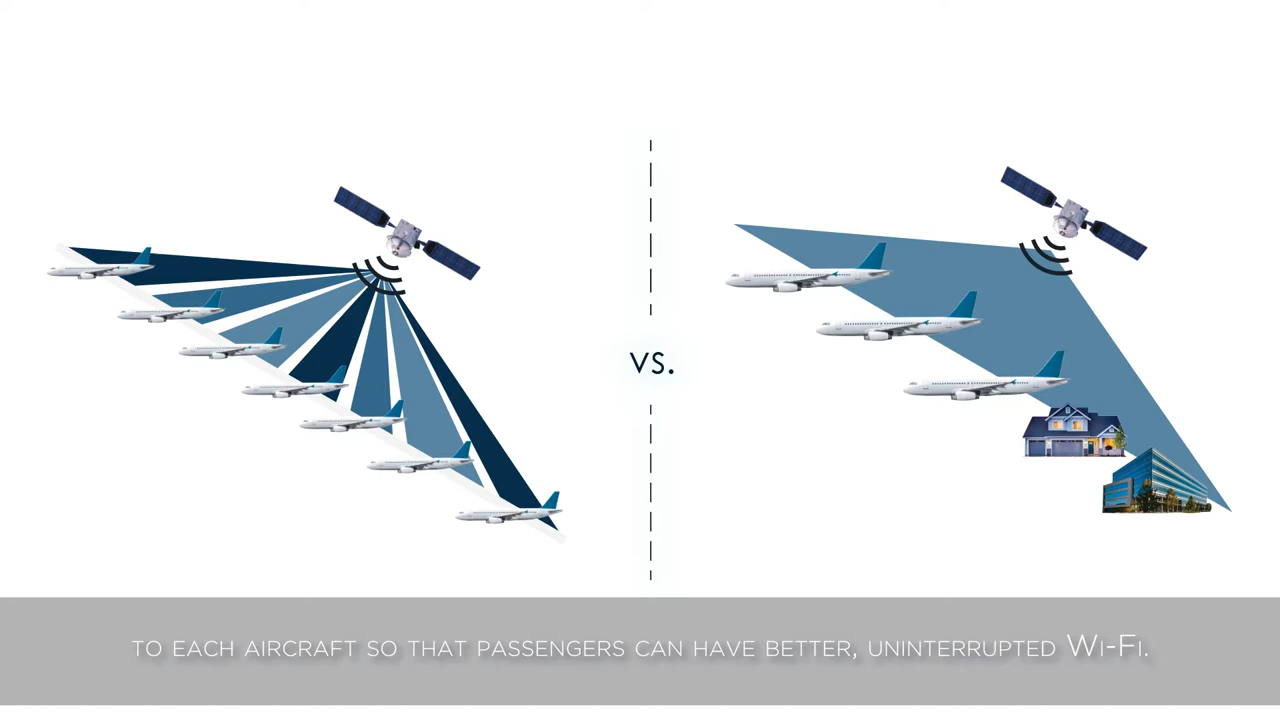 VS.
TO EACH AIRCRAFT SO THAT PASSENGERS CAN HAVE BETTER, UNINTERRUPTED WI-FI.